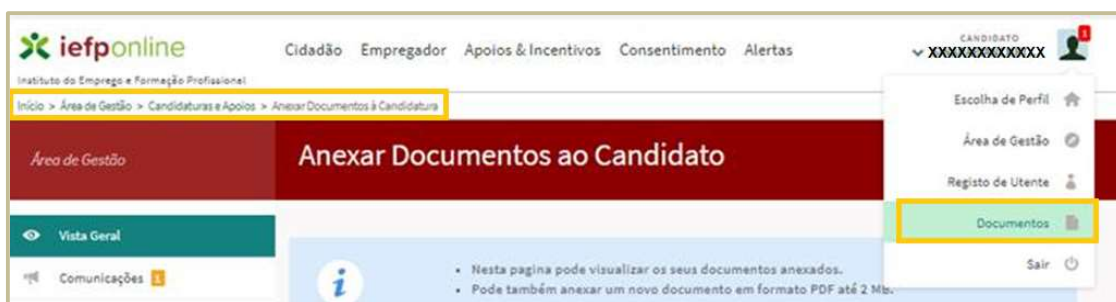 iefponline
Instituto do Emprego e Formação Profissional
Cidadão Empregador Apoios & Incentivos Consentimento Alertas
CANDIDATO
XXXXXXXXXXXX
1
Início > Área de Gestão > Candidaturas e Apoios > Anexar Documentos à Candidatura
Escolha de Perfil
Área de Gestão
Registo de Utente
Documentos
Sair
Área de Gestão
Anexar Documentos ao Candidato
Vista Geral
Comunicações 1
i
• Nesta pagina pode visualizar os seus documentos anexados.
• Pode também anexar um novo documento em formato PDF até 2 MB.